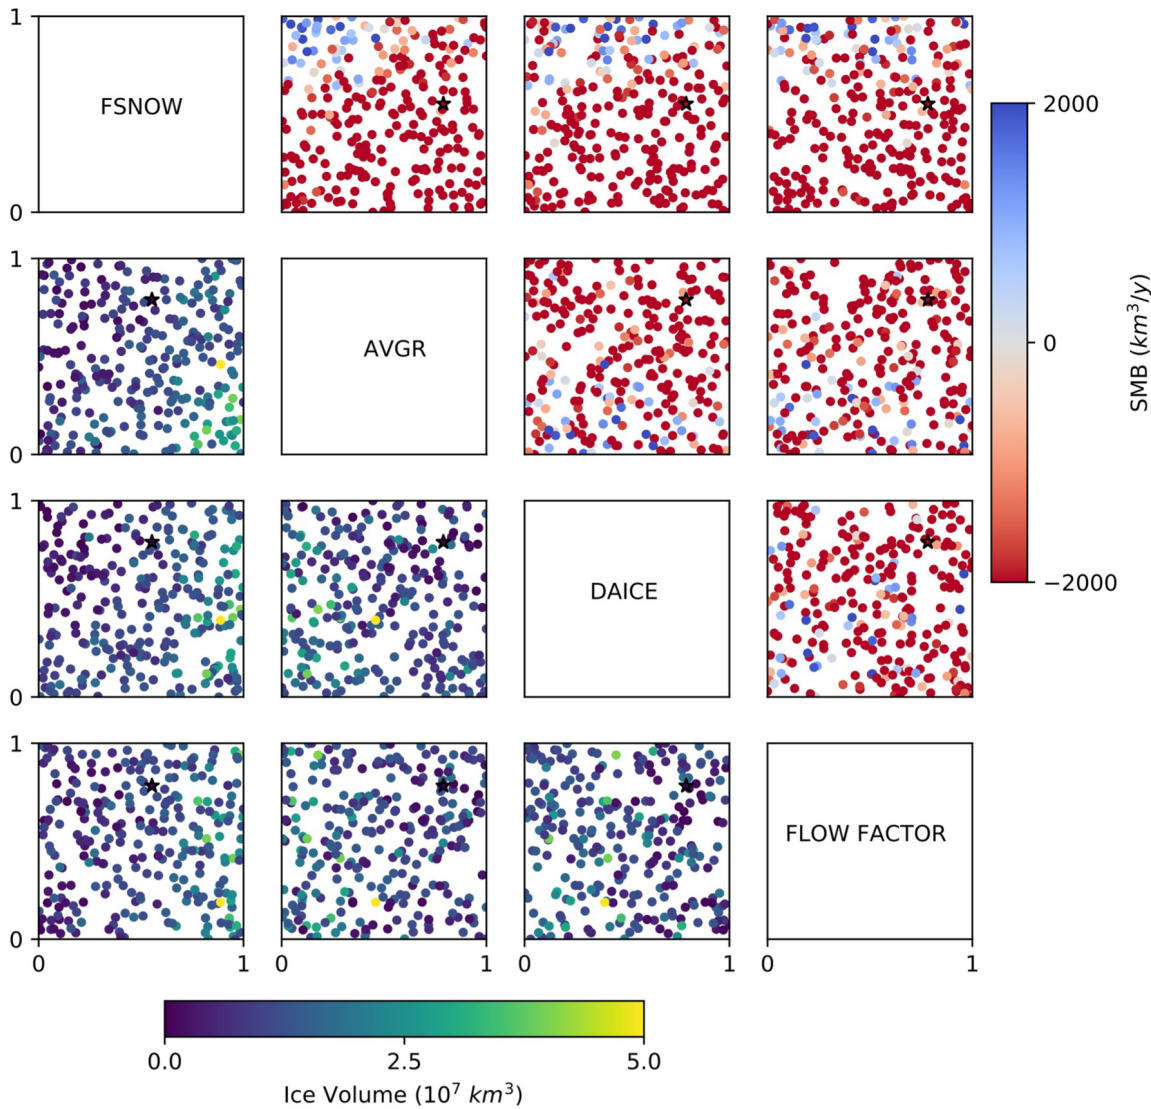 1
FSNOW
0
2000
1
AVGR
0
SMB (km³/y)
0
1
DAICE
0
−2000
1
FLOW FACTOR
0
0 1 0 1 0 1 0 1
0.0 2.5 5.0
Ice Volume (10⁷ km³)